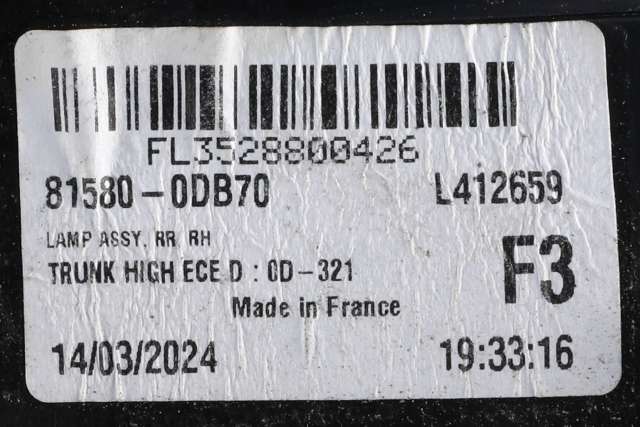 FL3528800426
81580-0DB70 L412659
LAMP ASSY, RR, RH
TRUNK HIGH ECE D : 0D-321 F3
Made in France
14/03/2024 19:33:16